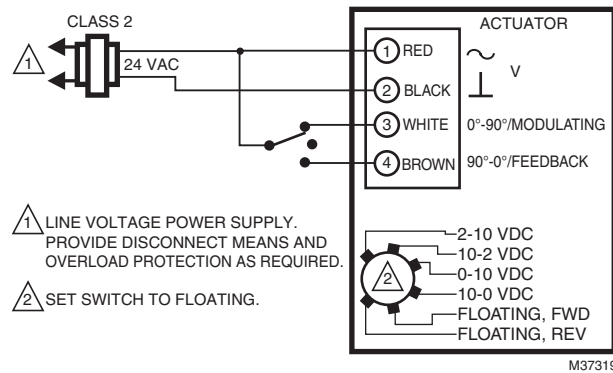 CLASS 2
ACTUATOR
1
24 VAC
1 RED
V
2 BLACK
3 WHITE 0°-90°/MODULATING
4 BROWN 90°-0°/FEEDBACK
1 LINE VOLTAGE POWER SUPPLY.
PROVIDE DISCONNECT MEANS AND
OVERLOAD PROTECTION AS REQUIRED.
2 SET SWITCH TO FLOATING.
2
2-10 VDC
10-2 VDC
0-10 VDC
10-0 VDC
FLOATING, FWD
FLOATING, REV
M37319